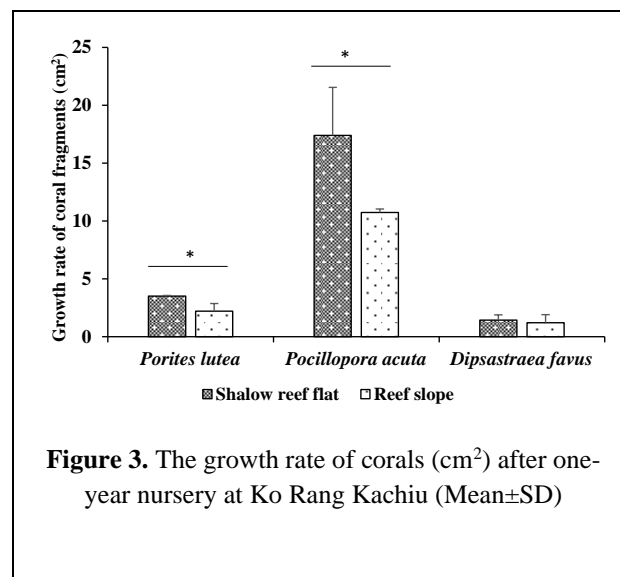 25
20
15
10
5
0
Growth rate of coral fragments (cm²)
*
*
Porites lutea Pocillopora acuta Dipsastraea favus
Shalow reef flat Reef slope
Figure 3. The growth rate of corals (cm²) after one-
year nursery at Ko Rang Kachiu (Mean±SD)